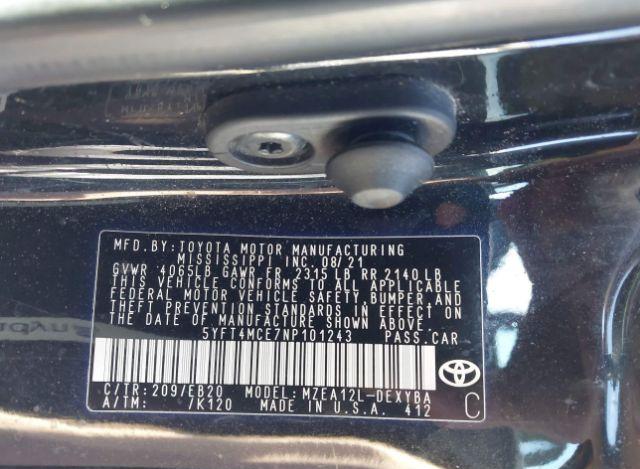 MFD.BY:TOYOTA MOTOR MANUFACTURING
MISSISSIPPI INC. 08/21
GVWR 4065LB GAWR FR 2315 LB RR 2140 LB
THIS VEHICLE CONFORMS TO ALL APPLICABLE
FEDERAL MOTOR VEHICLE SAFETY, BUMPER, AND
THEFT PREVENTION STANDARDS IN EFFECT ON
THE DATE OF MANUFACTURE SHOWN ABOVE.
5YFT4MCE7NP101243 PASS.CAR
C/TR:209/EB20 MODEL:MZEA12L-DEXYBA
A/TM: /K120 MADE IN U.S.A. 412
C